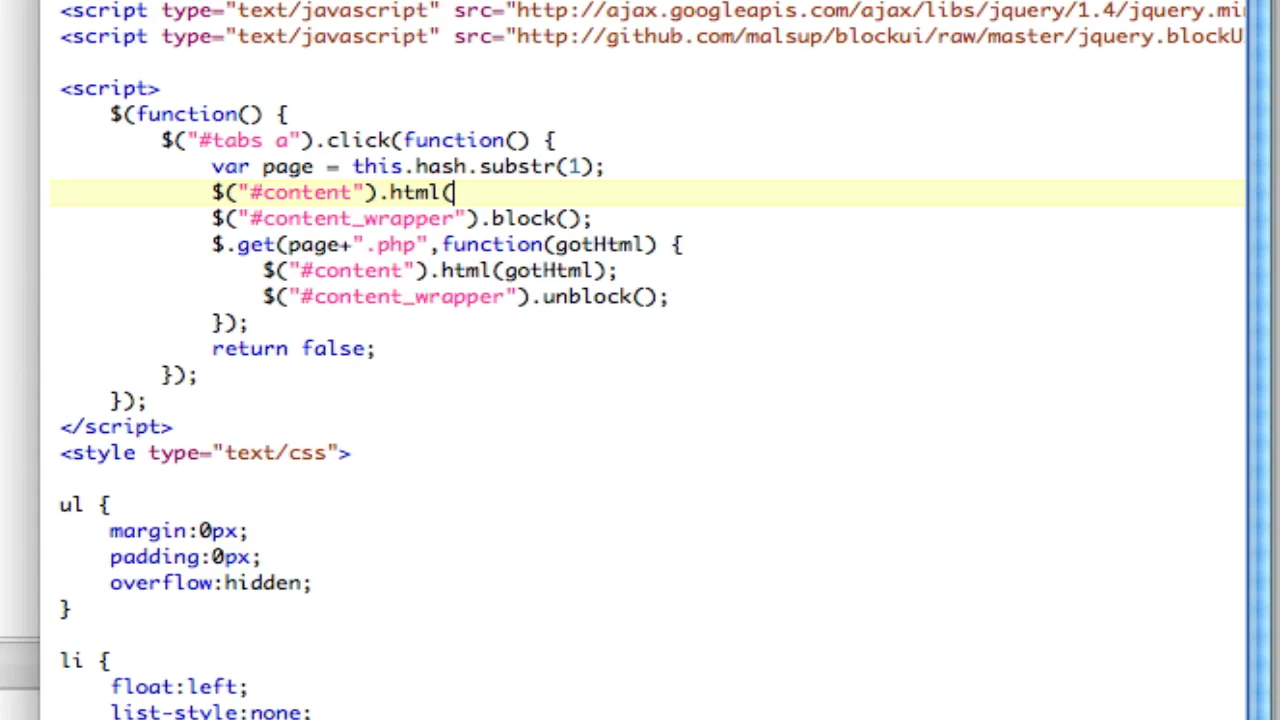 <script type="text/javascript" src="http://ajax.googleapis.com/ajax/libs/jquery/1.4/jquery.mi
<script type="text/javascript" src="http://github.com/malsup/blockui/raw/master/jquery.blockU
<script>
$(function() {
$("#tabs a").click(function() {
var page = this.hash.substr(1);
$("#content").html(
$("#content_wrapper").block();
$.get(page+".php",function(gotHtml) {
$("#content").html(gotHtml);
$("#content_wrapper").unblock();
});
return false;
});
});
</script>
<style type="text/css">
ul {
margin:0px;
padding:0px;
overflow:hidden;
}
li {
float:left;
list-style:none;